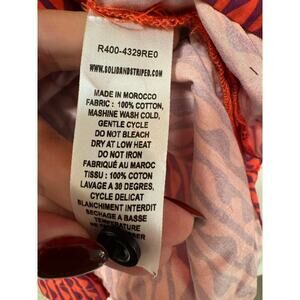 R400-4329RE0
WWW.SOLIDANDSTRIPED.COM
MADE IN MOROCCO
FABRIC : 100% COTTON,
MASHINE WASH COLD,
GENTLE CYCLE
DO NOT BLEACH
DRY AT LOW HEAT
DO NOT IRON
FABRIQUÉ AU MAROC
TISSU : 100% COTTON
LAVAGE A 30 DEGRES,
CYCLE DELICAT
BLANCHIMENT INTERDIT
SECHAGE A BASSE
TEMPERATURE